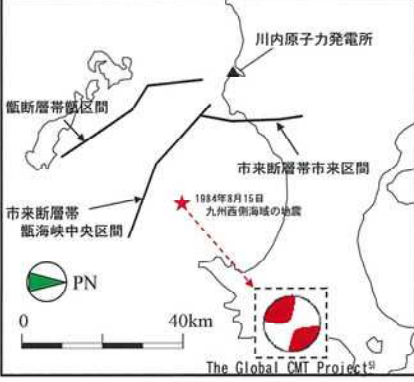 川内原子力発電所
甑断層帯甑区間
市来断層帯市来区間
1984年8月15日
九州西側海域の地震
市来断層帯
甑海峡中央区間
PN
0 40km
The Global CMT Project5)